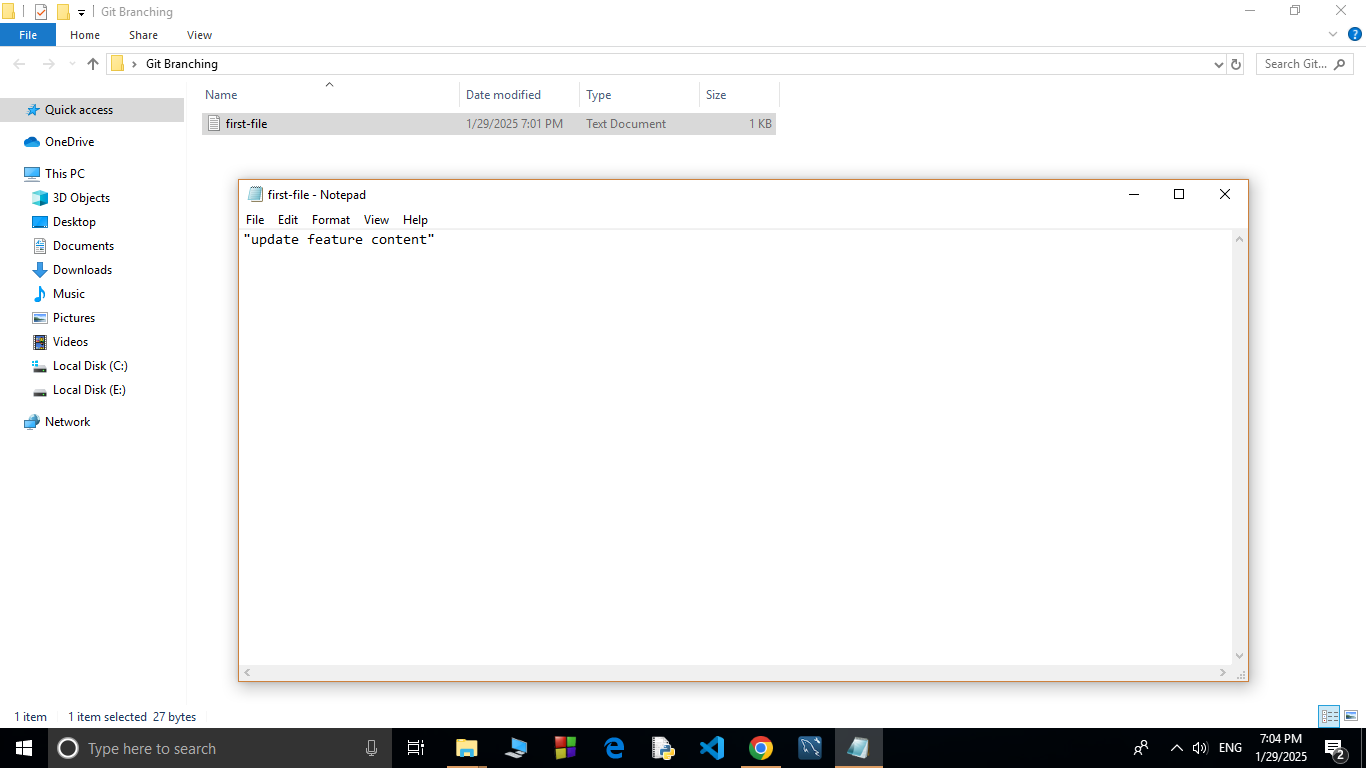 Git Branching
File Home Share View
Git Branching
Search Git...
Name Date modified Type Size
first-file 1/29/2025 7:01 PM Text Document 1 KB
Quick access
OneDrive
This PC
3D Objects
Desktop
Documents
Downloads
Music
Pictures
Videos
Local Disk (C:)
Local Disk (E:)
Network
first-file - Notepad
File Edit Format View Help
"update feature content"
1 item 1 item selected 27 bytes
Type here to search
ENG
7:04 PM
1/29/2025
2